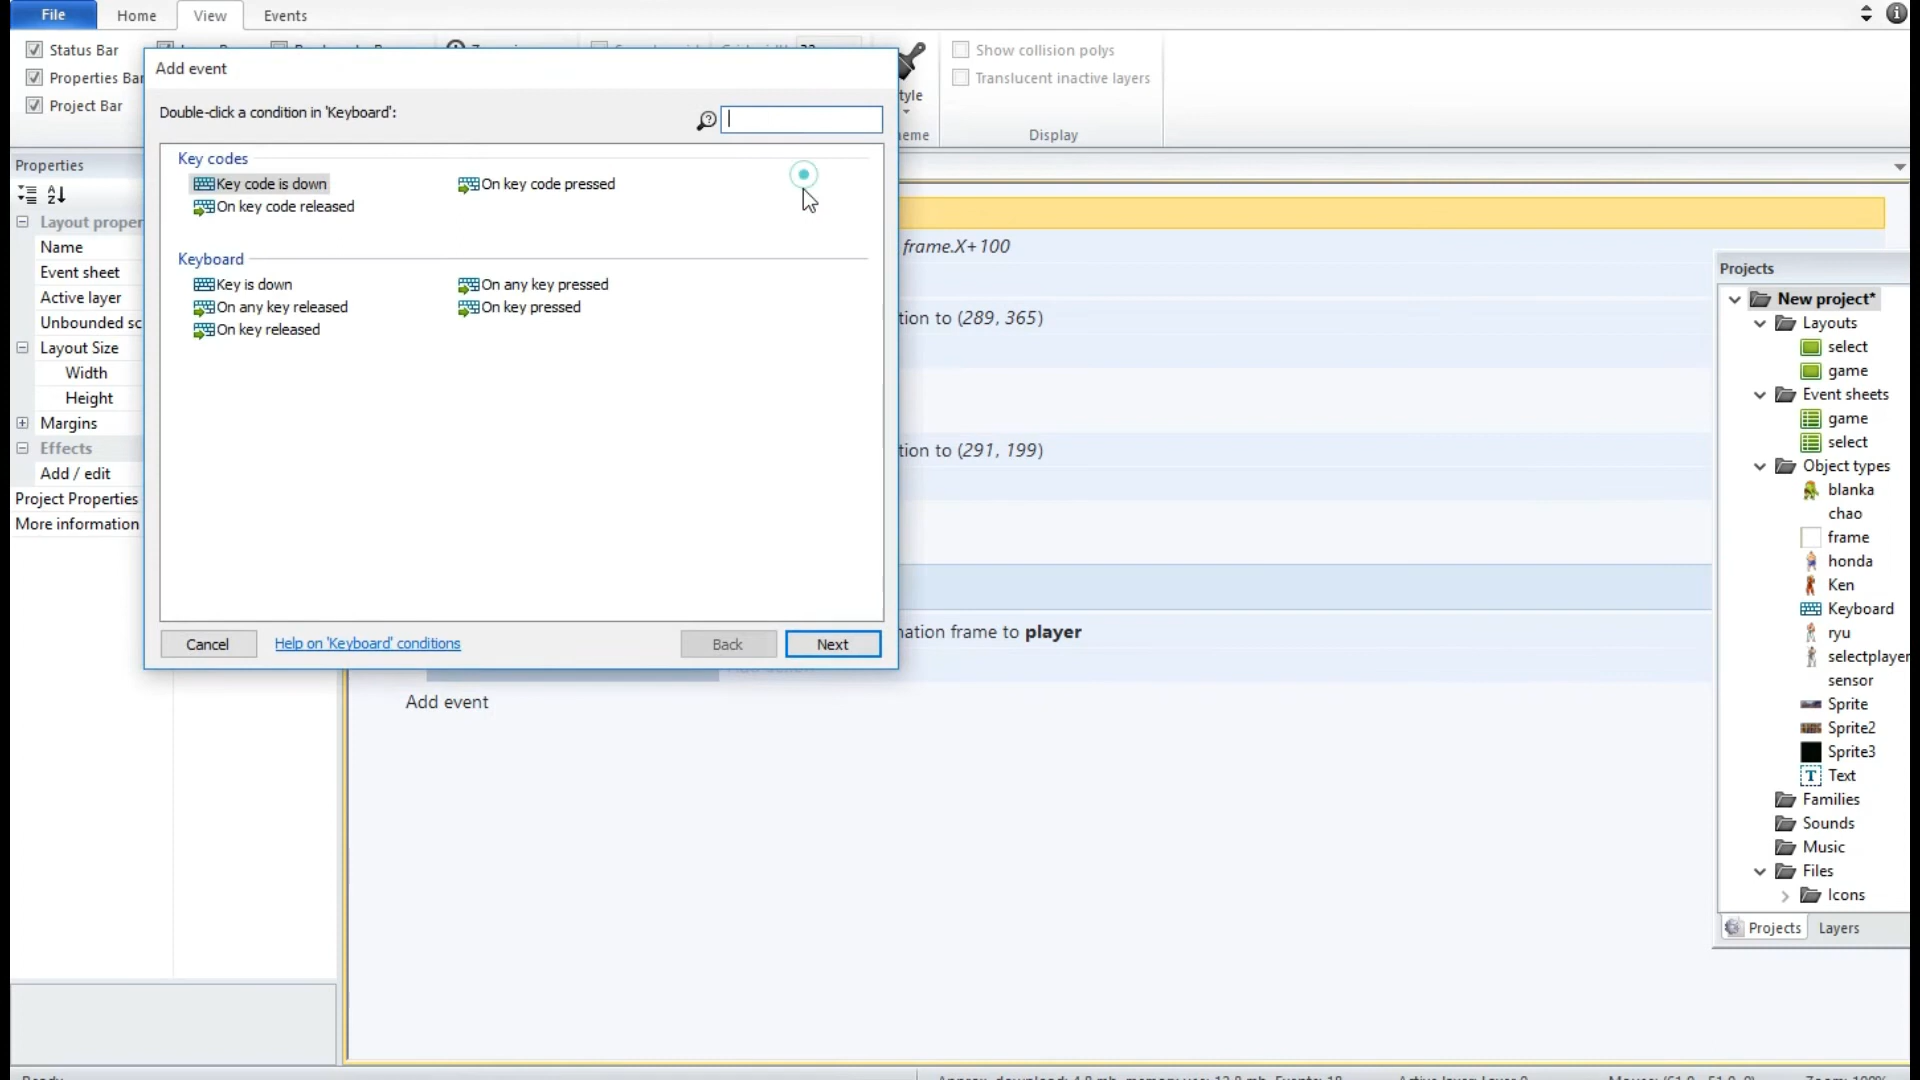 File
Home
View
Events
Status Bar
Properties Bar
Project Bar
Show collision polys
Translucent inactive layers
Display
Add event
Double-click a condition in 'Keyboard':
Key codes
Key code is down
On key code pressed
On key code released
Keyboard
Key is down
On any key pressed
On any key released
On key pressed
On key released
Cancel
Help on 'Keyboard' conditions
Back
Next
Properties
Layout proper
Name
Event sheet
Active layer
Unbounded sc
Layout Size
Width
Height
Margins
Effects
Add / edit
Project Properties
More information
frame.X+100
tion to (289, 365)
tion to (291, 199)
nation frame to player
Add event
Projects
New project*
Layouts
select
game
Event sheets
game
select
Object types
blanka
chao
frame
honda
Ken
Keyboard
ryu
selectplayer
sensor
Sprite
Sprite2
Sprite3
T Text
Families
Sounds
Music
Files
Icons
Projects
Layers